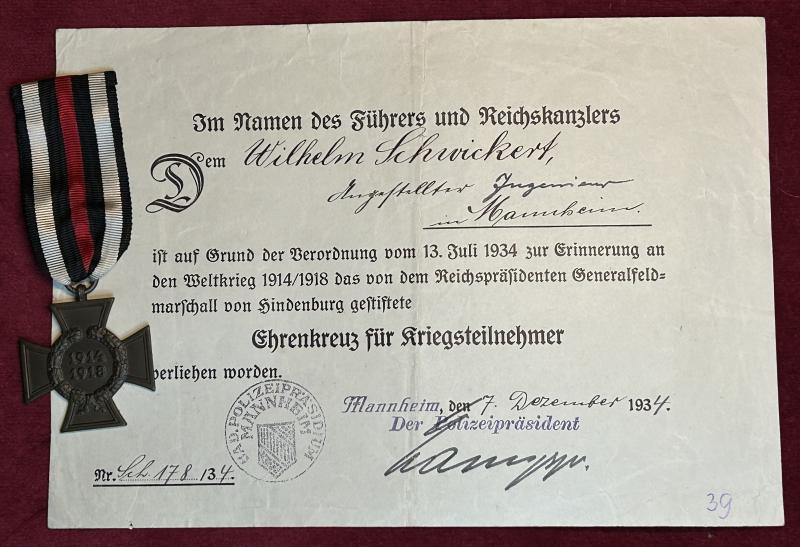 Im Namen des Führers und Reichskanzlers
Dem Wilhelm Schwickert,
Angestellter Ingenieur
in Mannheim.
ist auf Grund der Verordnung vom 13. Juli 1934 zur Erinnerung an
den Weltkrieg 1914/1918 das von dem Reichspräsidenten Generalfeld-
marschall von Hindenburg gestiftete
Ehrenkreuz für Kriegsteilnehmer
verliehen worden.
1914
1918
Mannheim, den 7. Dezember 1934.
Der Polizeipräsident
BAD. POLIZEIPRÄSIDIUM
MANNHEIM
Nr. Sch 178 134.
39